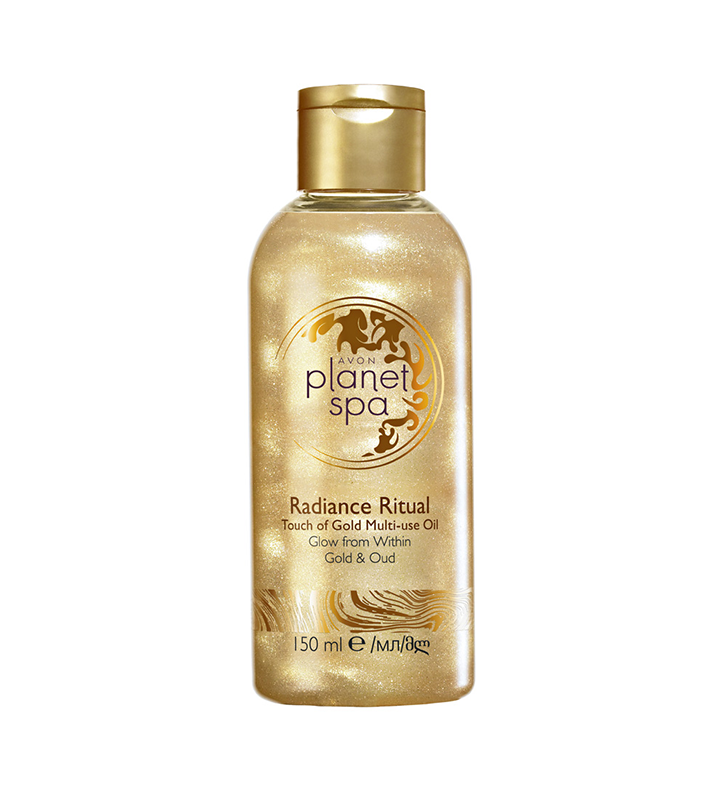 AVON
planet
spa
Radiance Ritual
Touch of Gold Multi-use Oil
Glow from Within
Gold & Oud
150 ml ℮ /мл/მლ